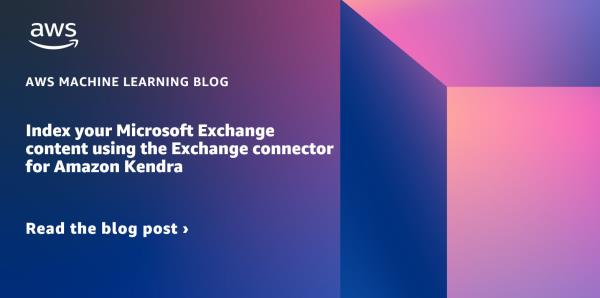 aws
AWS MACHINE LEARNING BLOG
Index your Microsoft Exchange
content using the Exchange connector
for Amazon Kendra
Read the blog post ›